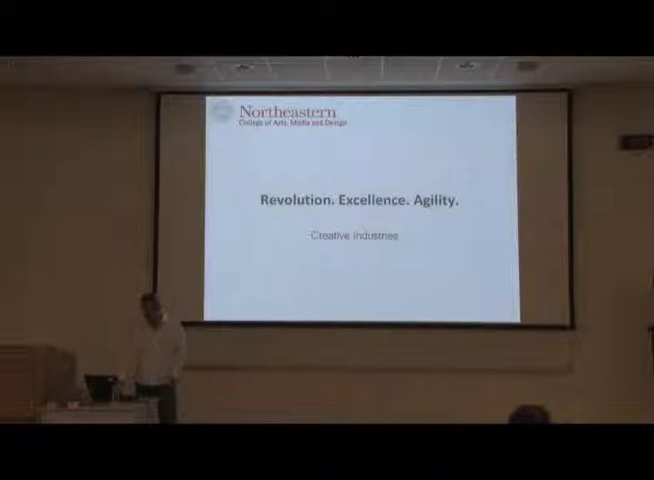 Northeastern
College of Arts, Media and Design
Revolution. Excellence. Agility.
Creative Industries